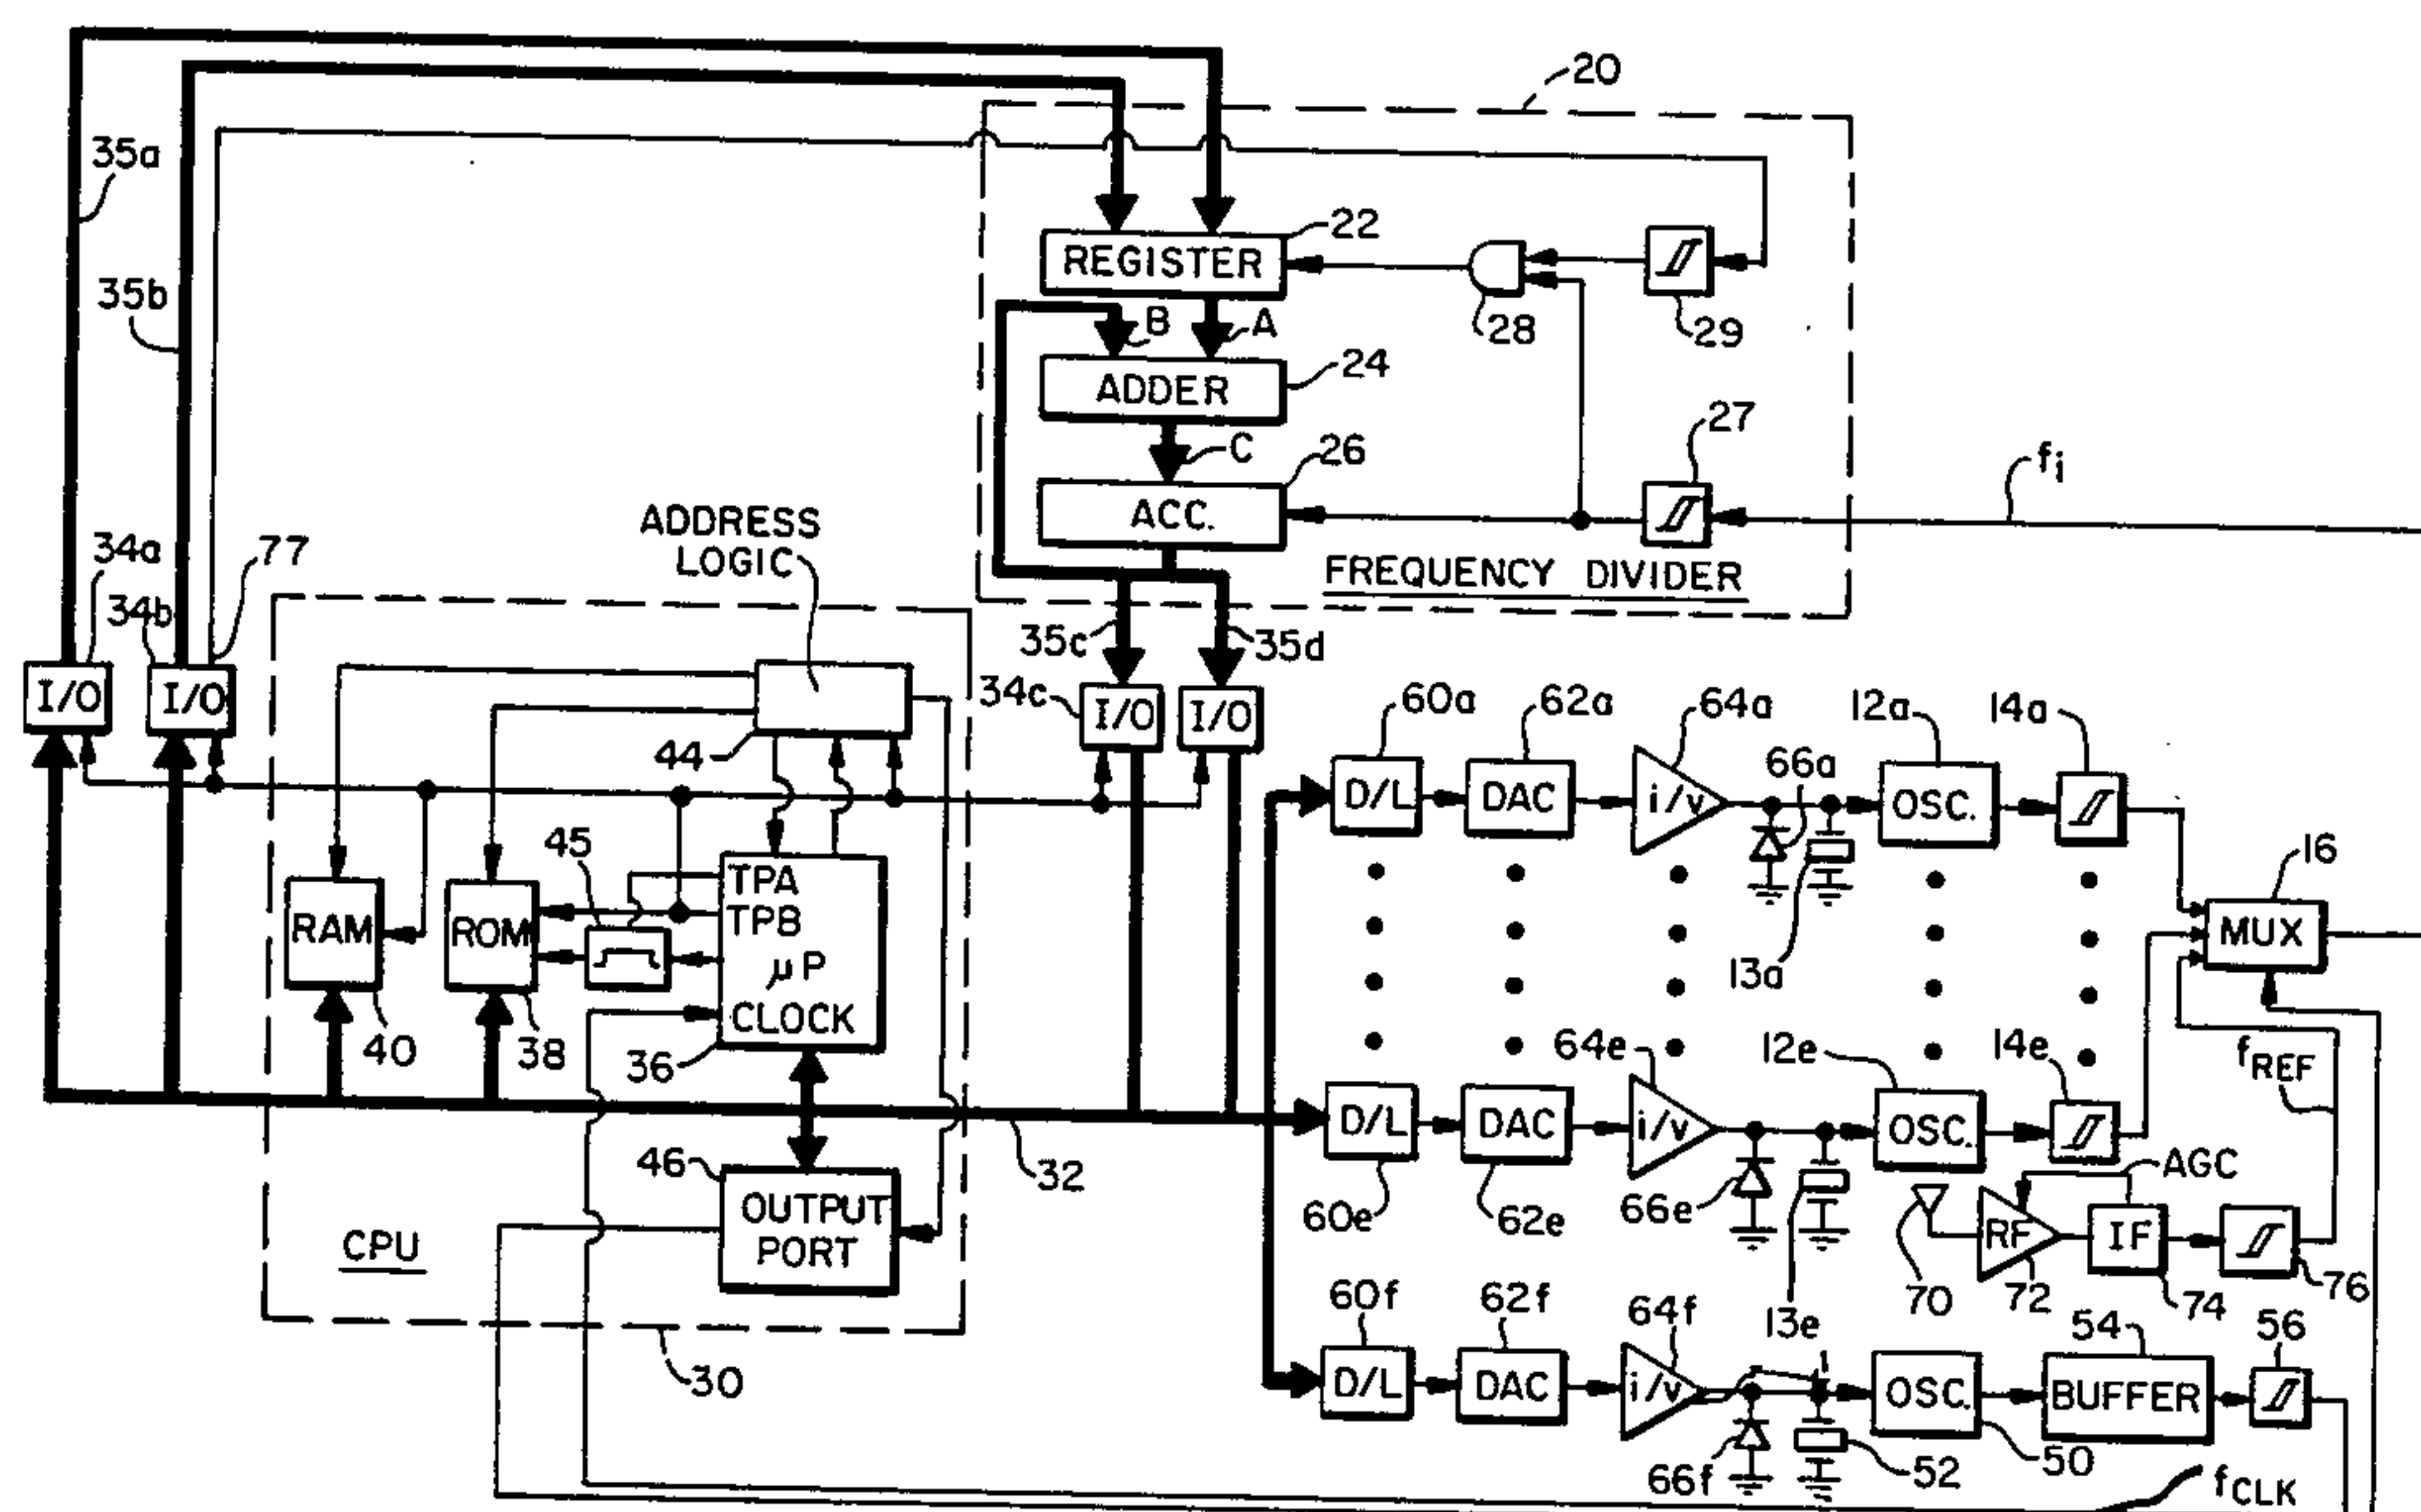 20
35a
22
REGISTER
28
29
35b
B
A
24
ADDER
27
C
26
fi
ACC.
ADDRESS
LOGIC
FREQUENCY DIVIDER
34a
77
34b
35c
35d
I/O
I/O
34c
I/O
I/O
44
60a
62a
64a
12a
14a
D/L
DAC
i/v
66a
OSC.
16
45
TPA
TPB
RAM
ROM
µP
MUX
13a
CLOCK
40
38
36
64e
12e
14e
fREF
D/L
DAC
i/v
OSC.
46
32
AGC
60e
62e
66e
OUTPUT
PORT
RF
IF
CPU
70
72
74
76
60f
62f
64f
13e
54
56
30
D/L
DAC
i/v
OSC.
BUFFER
66f
52
50
fCLK